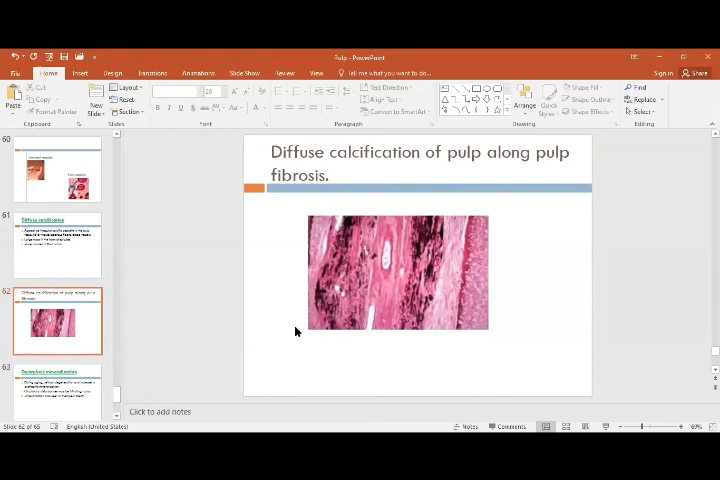 Pulp - PowerPoint
File Home Insert Design Transitions Animations Slide Show Review View Tell me what you want to do... Sign in Share
Paste
Cut
Copy
Format Painter
Clipboard
New
Slide
Layout
Reset
Section
Slides
29
B I U S abc AV Aa A
Font
Text Direction
Align Text
Convert to SmartArt
Paragraph
Arrange
Quick
Styles
Shape Fill
Shape Outline
Shape Effects
Drawing
Find
Replace
Select
Editing
60
61
Diffuse calcification
62
Diffuse calcification of pulp along pulp
fibrosis.
63
Dystrophic mineralization
Diffuse calcification of pulp along pulp
fibrosis.
Click to add notes
Slide 62 of 65 English (United States) Notes Comments 69%